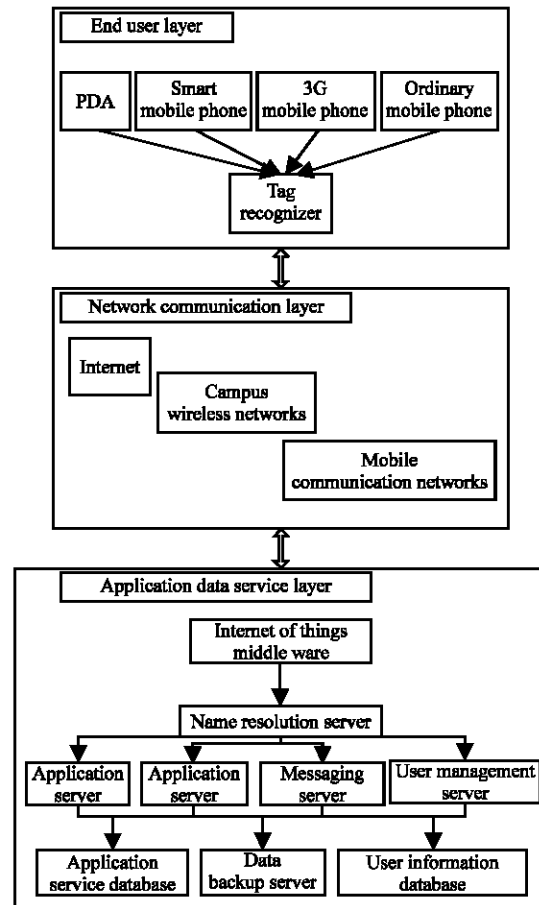 End user layer
PDA
Smart
mobile phone
3G
mobile phone
Ordinary
mobile phone
Tag
recognizer
Network communication layer
Internet
Campus
wireless networks
Mobile
communication networks
Application data service layer
Internet of things
middle ware
Name resolution server
Application
server
Application
server
Messaging
server
User management
server
Application
service database
Data
backup server
User information
database